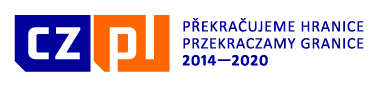 cz pl
PŘEKRAČUJEME HRANICE
PRZEKRACZAMY GRANICE
2014—2020